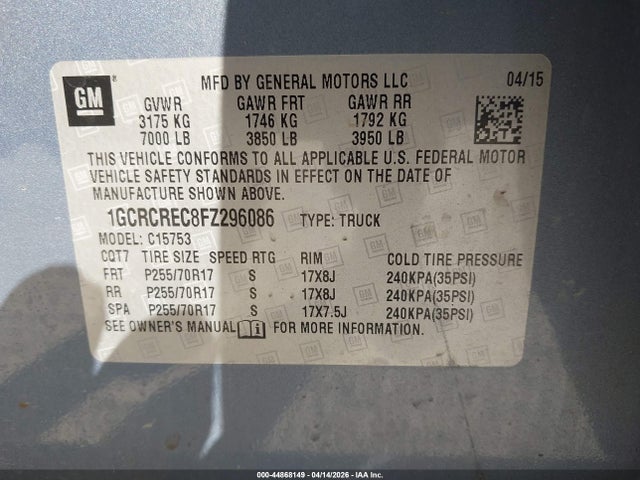 GM
MFD BY GENERAL MOTORS LLC 04/15
GVWR GAWR FRT GAWR RR
3175 KG 1746 KG 1792 KG
7000 LB 3850 LB 3950 LB
THIS VEHICLE CONFORMS TO ALL APPLICABLE U.S. FEDERAL MOTOR
VEHICLE SAFETY STANDARDS IN EFFECT ON THE DATE OF
MANUFACTURE SHOWN ABOVE.
1GCRCREC8FZ296086 TYPE: TRUCK
MODEL: C15753
CQT7 TIRE SIZE SPEED RTG RIM COLD TIRE PRESSURE
FRT P255/70R17 S 17X8J 240KPA(35PSI)
RR P255/70R17 S 17X8J 240KPA(35PSI)
SPA P255/70R17 S 17X7.5J 240KPA(35PSI)
SEE OWNER'S MANUAL FOR MORE INFORMATION.
000-44868149 | 04/14/2026 | IAA Inc.